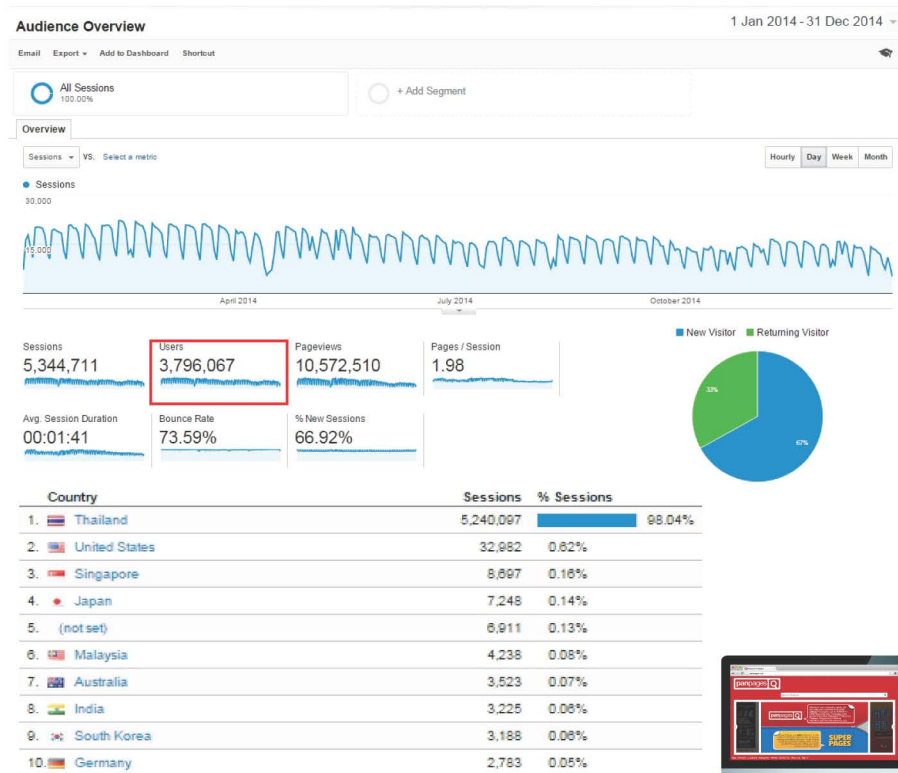 Audience Overview
1 Jan 2014 - 31 Dec 2014
Email Export Add to Dashboard Shortcut
All Sessions
100.00%
+ Add Segment
Overview
Sessions VS. Select a metric
Hourly Day Week Month
Sessions
30,000
15,000
April 2014 July 2014 October 2014
New Visitor Returning Visitor
Sessions Users Pageviews Pages / Session
5,344,711 3,796,067 10,572,510 1.98
33%
67%
Avg. Session Duration Bounce Rate % New Sessions
00:01:41 73.59% 66.92%
Country Sessions % Sessions
1. Thailand 5,240,097 98.04%
2. United States 32,982 0.62%
3. Singapore 8,697 0.16%
4. Japan 7,248 0.14%
5. (not set) 6,911 0.13%
6. Malaysia 4,238 0.08%
7. Australia 3,523 0.07%
8. India 3,225 0.06%
9. South Korea 3,188 0.06%
10. Germany 2,783 0.05%
panpages
panpages
SUPER
PAGES